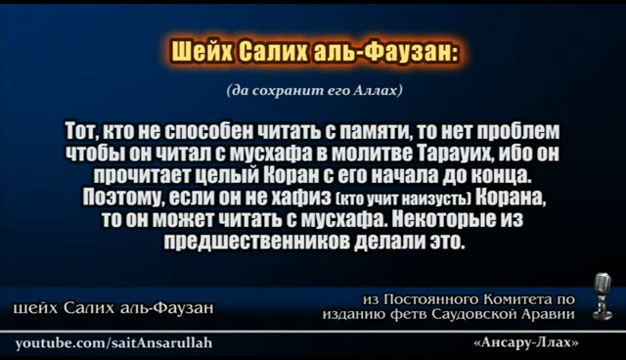 Шейх Салих аль-Фаузан:
(да сохранит его Аллах)
Тот, кто не способен читать с памяти, то нет проблем
чтобы он читал с мусхафа в молитве Тарауих, ибо он
прочитает целый Коран с его начала до конца.
Поэтому, если он не хафиз (кто учит наизусть) Корана,
то он может читать с мусхафа. Некоторые из
предшественников делали это.
шейх Салих аль-Фаузан
из Постоянного Комитета по
изданию фетв Саудовской Аравии
youtube.com/saitAnsarullah
«Ансару-Ллах»